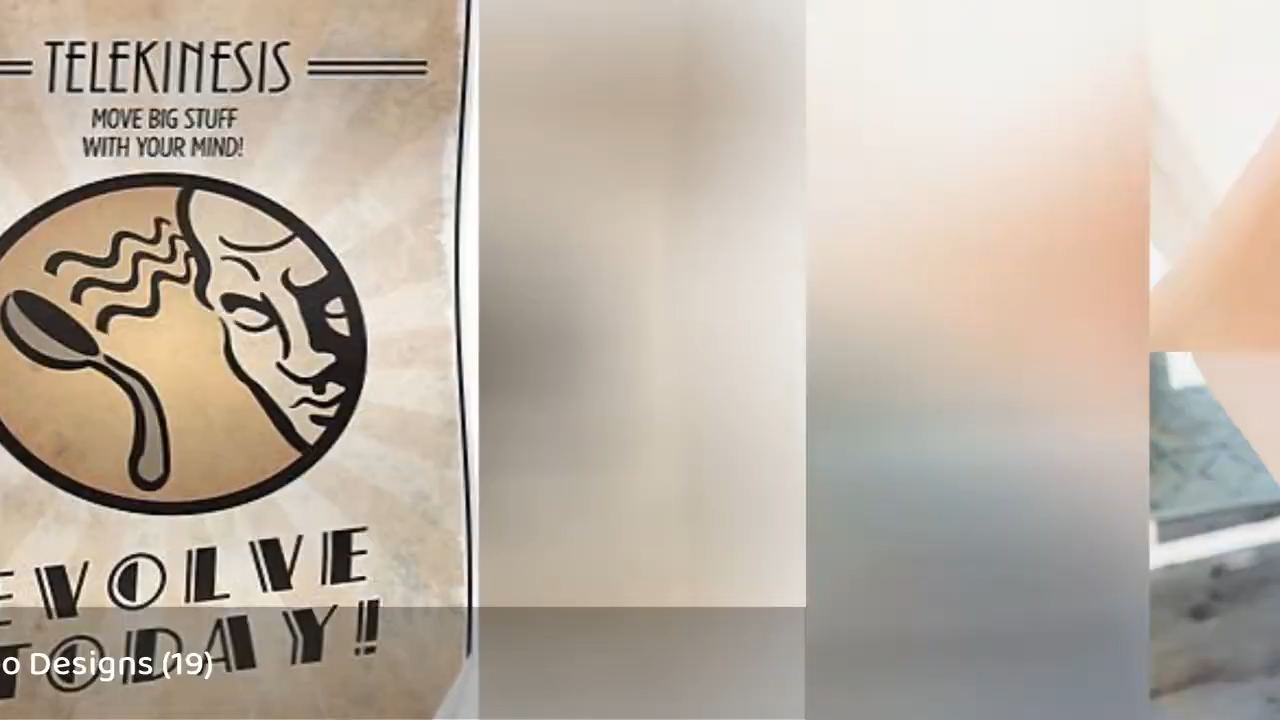 TELEKINESIS
MOVE BIG STUFF
WITH YOUR MIND!
EVOLVE
TODAY!
o Designs (19)